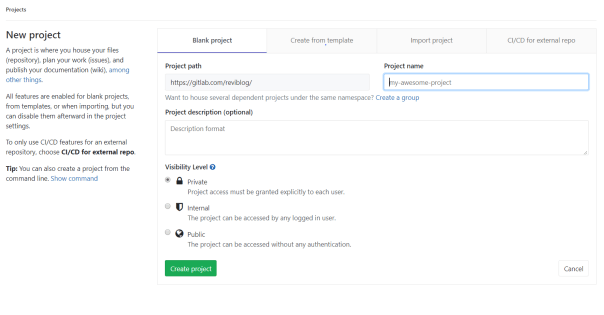 Projects
New project
A project is where you house your files
(repository), plan your work (issues), and
publish your documentation (wiki), among
other things.
All features are enabled for blank projects,
from templates, or when importing, but you
can disable them afterward in the project
settings.
To only use CI/CD features for an external
repository, choose CI/CD for external repo.
Tip: You can also create a project from the
command line. Show command
Blank project
Create from template
Import project
CI/CD for external repo
Project path
Project name
https://gitlab.com/reviblog/
my-awesome-project
Want to house several dependent projects under the same namespace? Create a group
Project description (optional)
Description format
Visibility Level
Private
Project access must be granted explicitly to each user.
Internal
The project can be accessed by any logged in user.
Public
The project can be accessed without any authentication.
Create project
Cancel